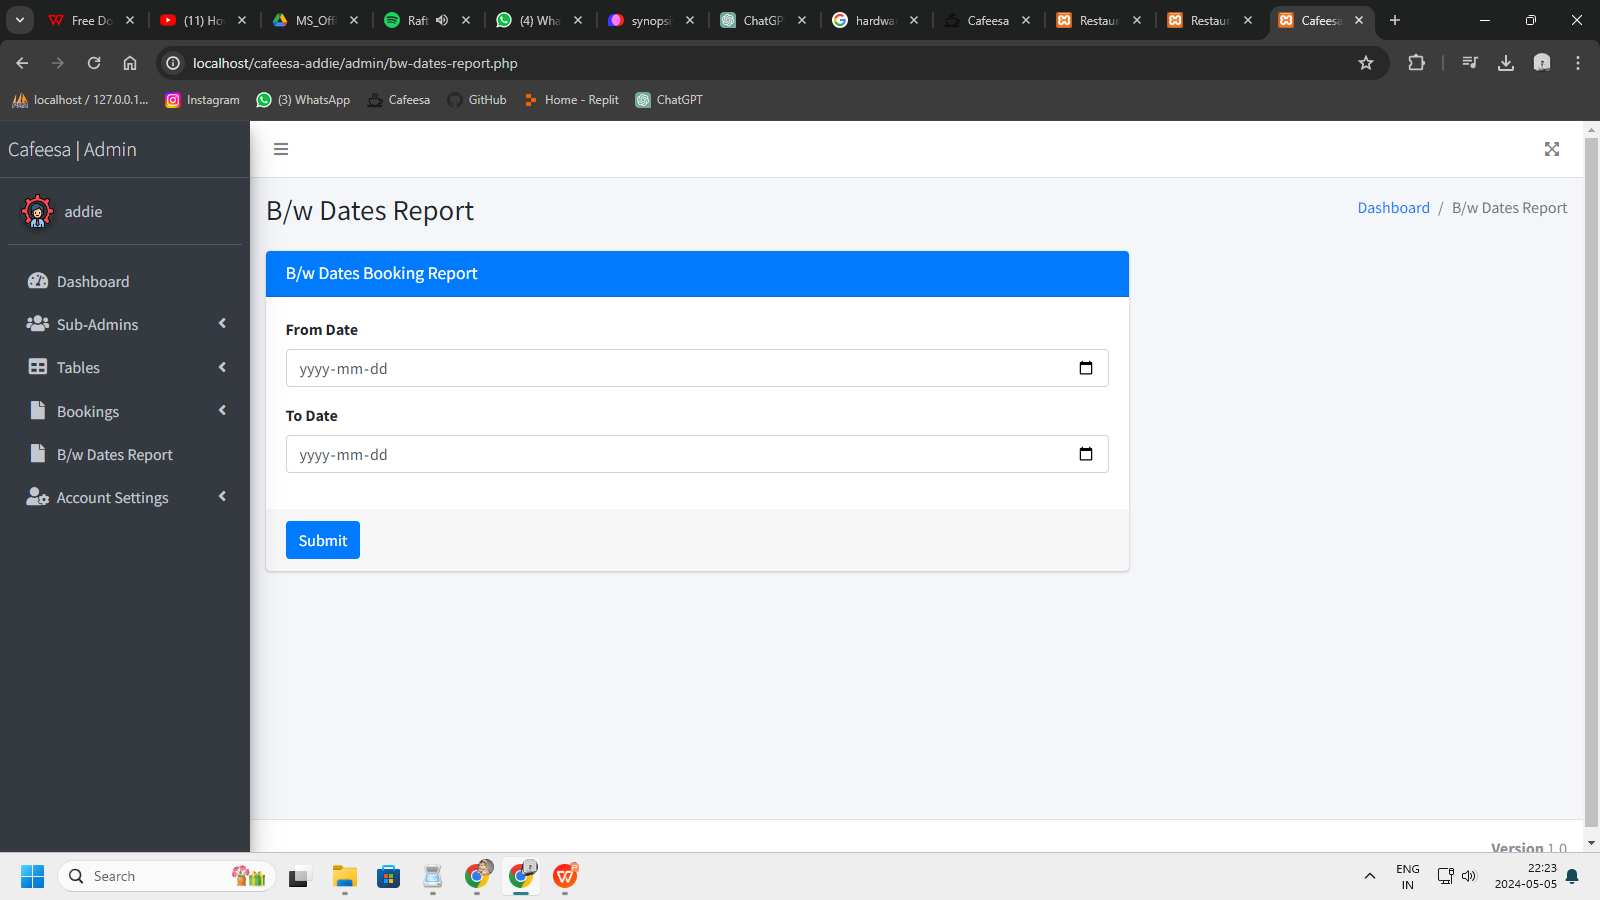 Free Do
(11) Ho
MS_Off
Raft
(4) Wha
synopsi
ChatGP
hardwa
Cafeesa
Restaur
Restaur
Cafeesa
localhost/cafeesa-addie/admin/bw-dates-report.php
localhost / 127.0.0.1...
Instagram
(3) WhatsApp
Cafeesa
GitHub
Home - Replit
ChatGPT
Cafeesa | Admin
addie
Dashboard
Sub-Admins
Tables
Bookings
B/w Dates Report
Account Settings
B/w Dates Report
Dashboard / B/w Dates Report
B/w Dates Booking Report
From Date
yyyy-mm-dd
To Date
yyyy-mm-dd
Submit
Version 1.0
Search
ENG
IN
22:23
2024-05-05